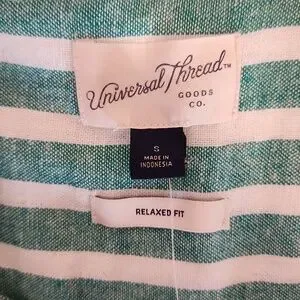 Universal Thread™
GOODS
CO.
S
MADE IN
INDONESIA
RELAXED FIT